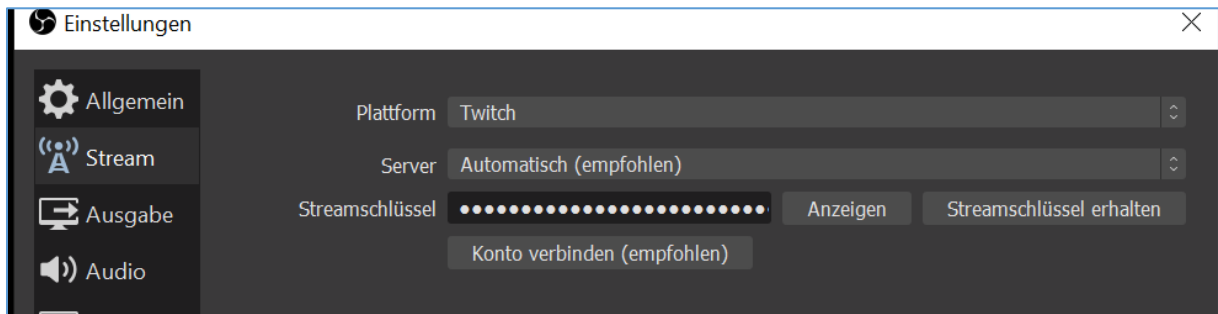 Einstellungen
Allgemein
Stream
Ausgabe
Audio
Plattform Twitch
Server Automatisch (empfohlen)
Streamschlüssel ●●●●●●●●●●●●●●●●●●●●●●●●● Anzeigen Streamschlüssel erhalten
Konto verbinden (empfohlen)